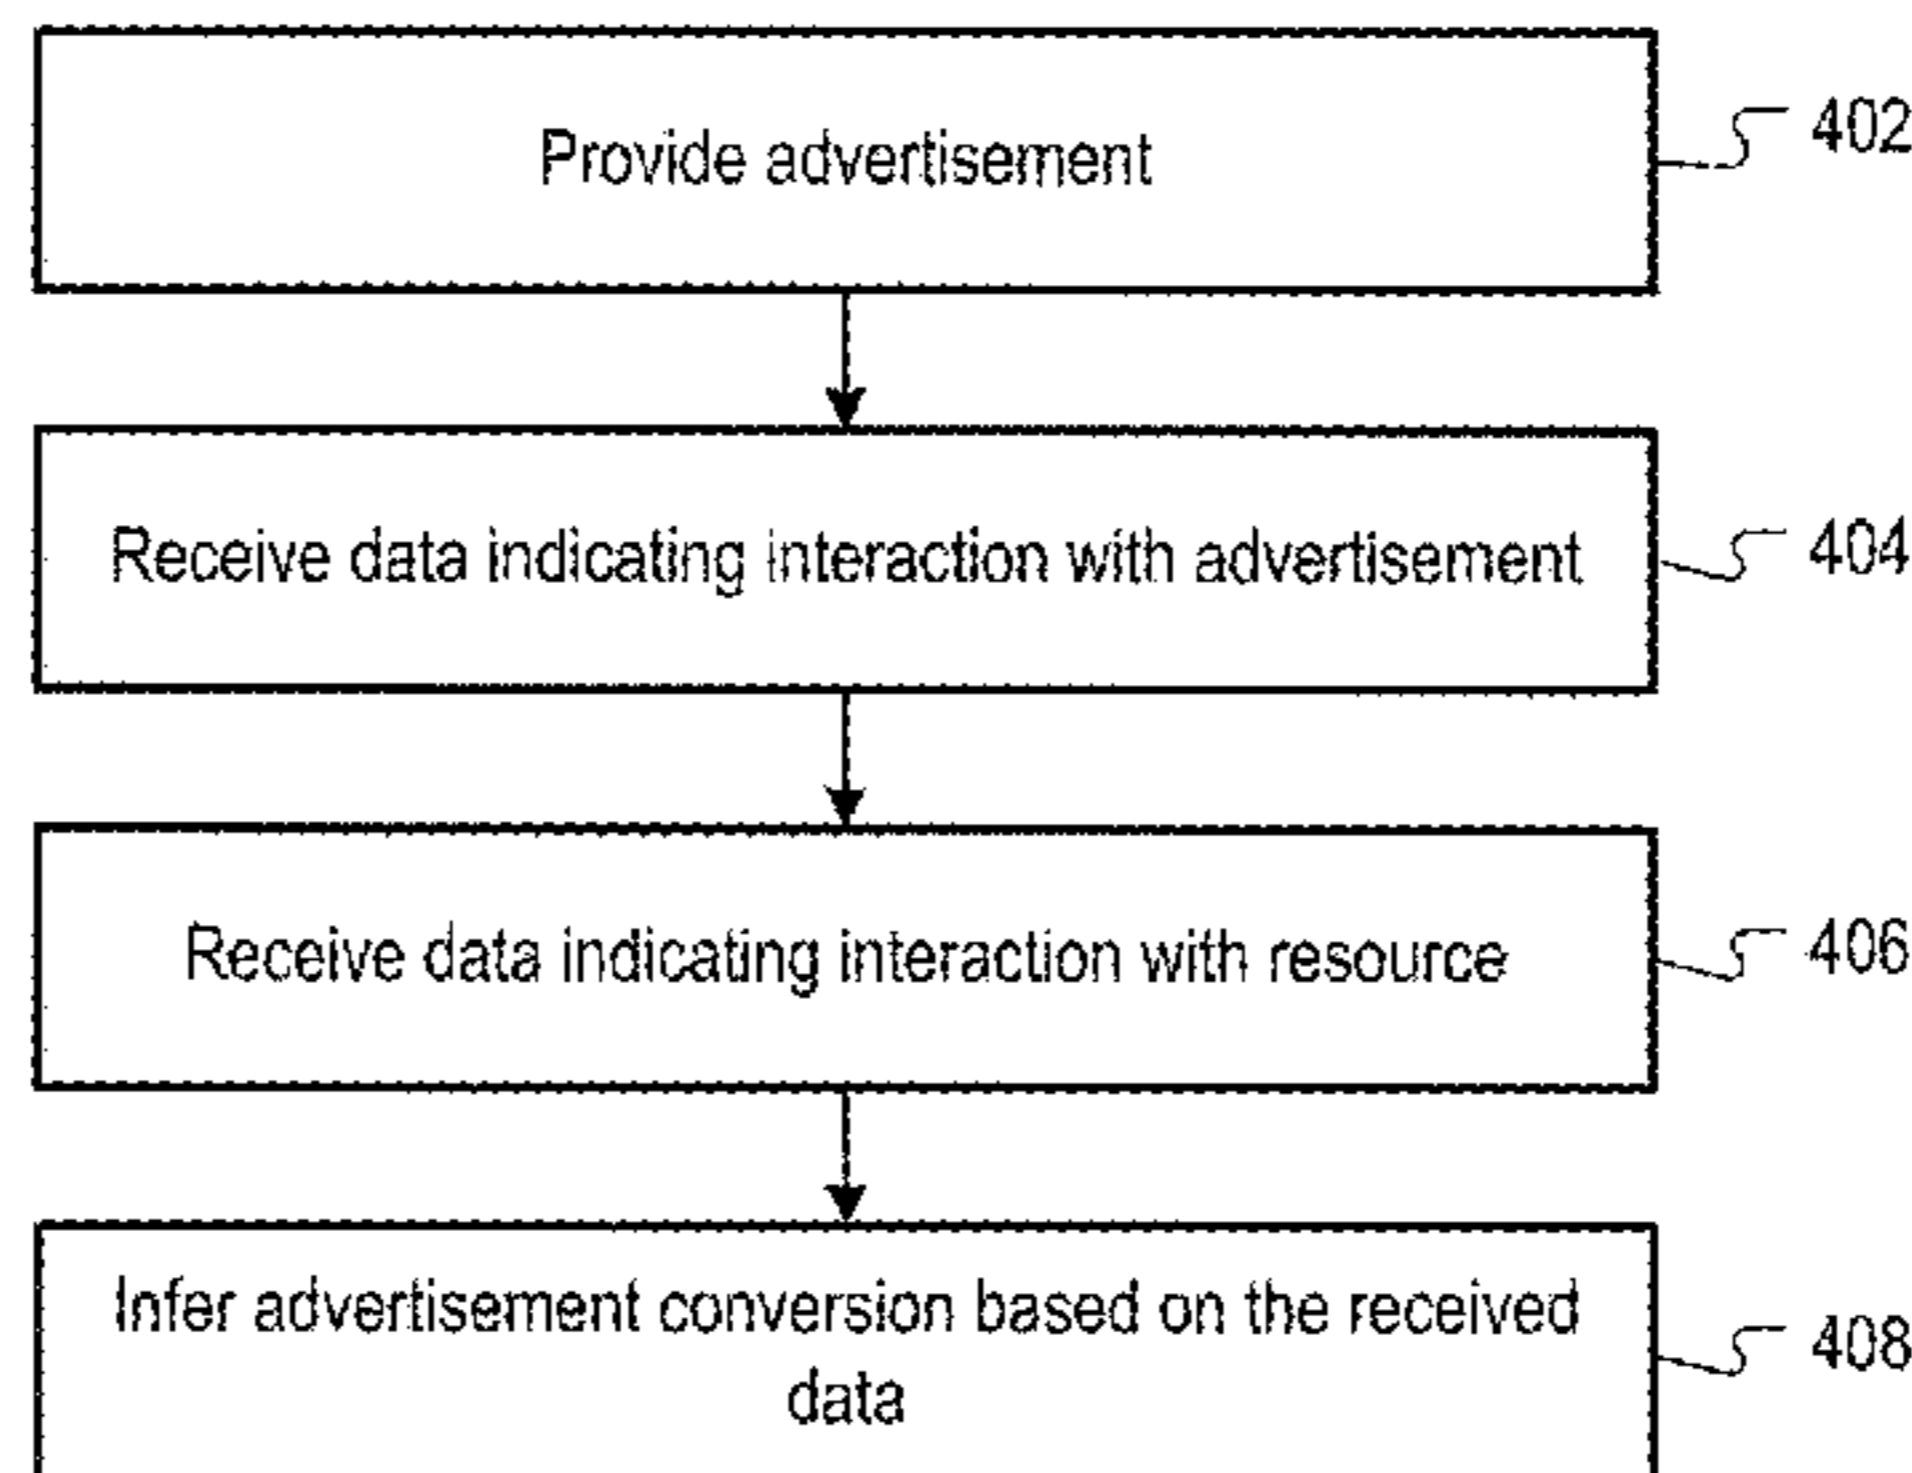 Provide advertisement
402
Receive data indicating interaction with advertisement
404
Receive data indicating interaction with resource
406
Infer advertisement conversion based on the received
data
408